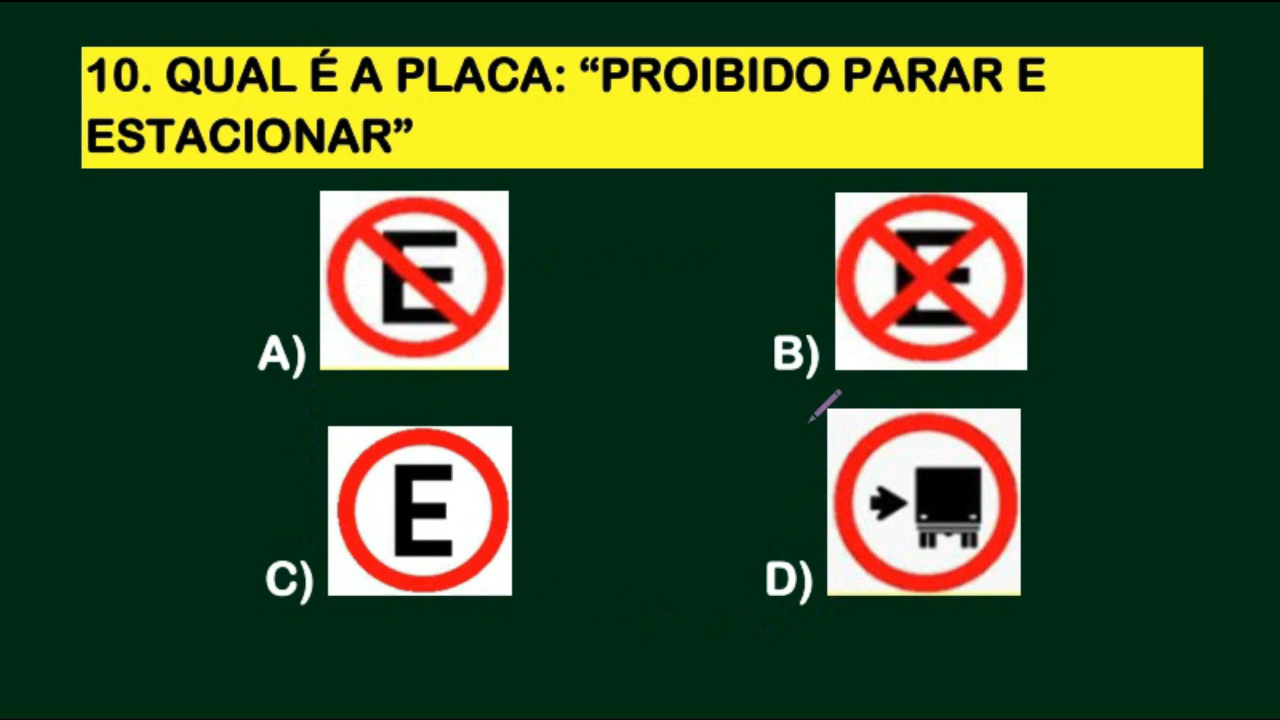 10. QUAL É A PLACA: “PROIBIDO PARAR E
ESTACIONAR”
E
A)
E
B)
E
C)
D)